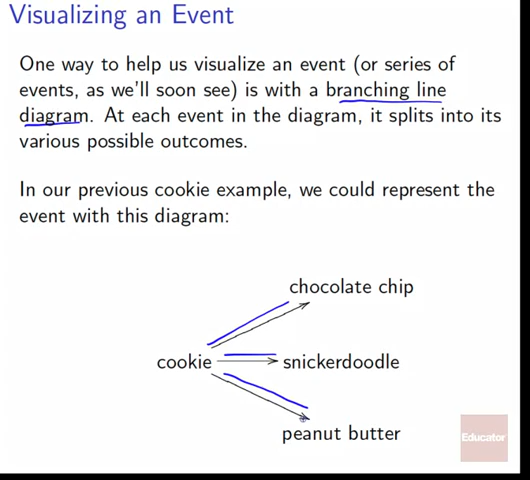 Visualizing an Event
One way to help us visualize an event (or series of
events, as we'll soon see) is with a branching line
diagram. At each event in the diagram, it splits into its
various possible outcomes.
In our previous cookie example, we could represent the
event with this diagram:
chocolate chip
cookie
snickerdoodle
peanut butter
Educator